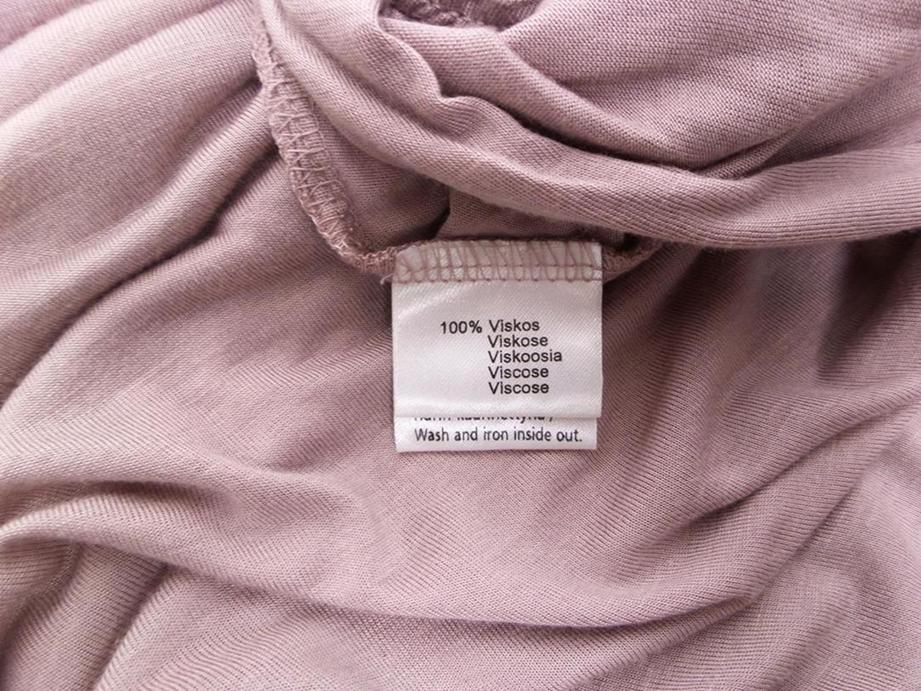 100% Viskos
Viskose
Viskoosia
Viscose
Viscose
Wash and iron inside out.